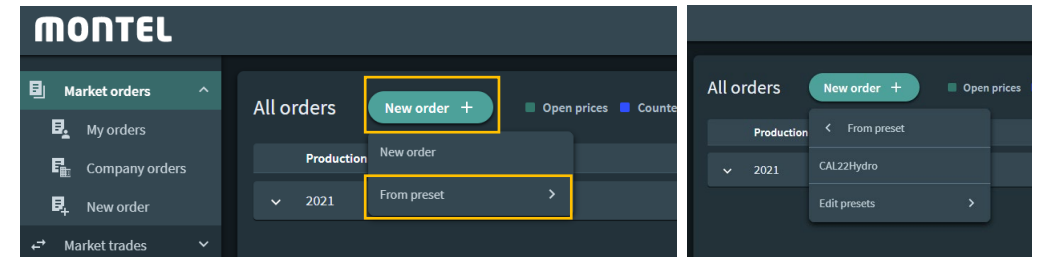 MONTEL
Market orders
My orders
Company orders
New order
Market trades
All orders
New order +
Open prices
Counte
Production
New order
2021
From preset
All orders
New order +
Open prices
Production
From preset
2021
CAL22Hydro
Edit presets